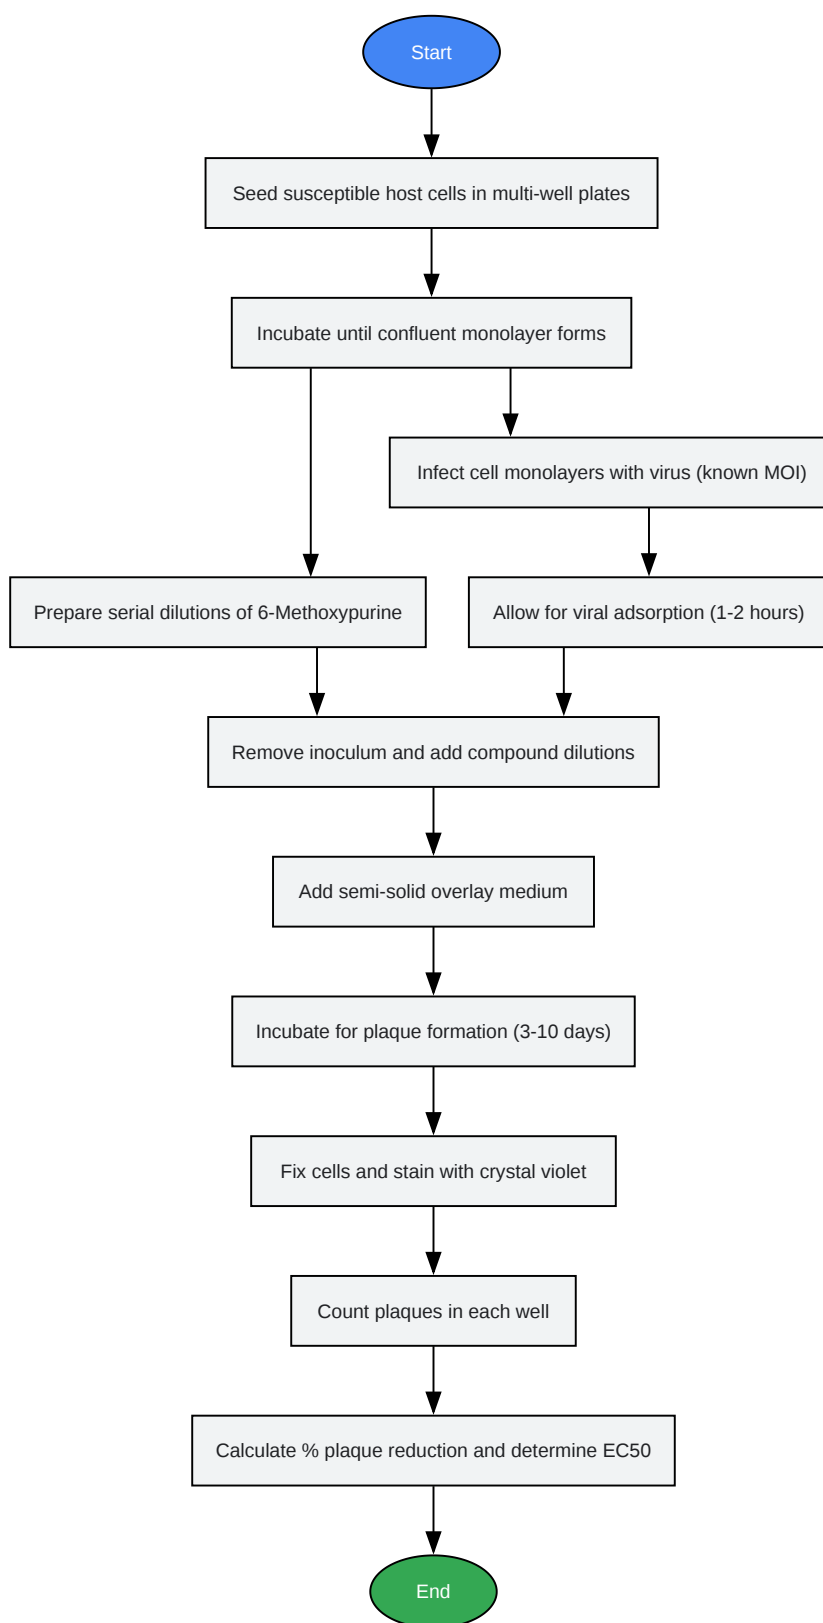 Start
Seed susceptible host cells in multi-well plates
Incubate until confluent monolayer forms
Infect cell monolayers with virus (known MOI)
Prepare serial dilutions of 6-Methoxypurine
Allow for viral adsorption (1-2 hours)
Remove inoculum and add compound dilutions
Add semi-solid overlay medium
Incubate for plaque formation (3-10 days)
Fix cells and stain with crystal violet
Count plaques in each well
Calculate % plaque reduction and determine EC50
End